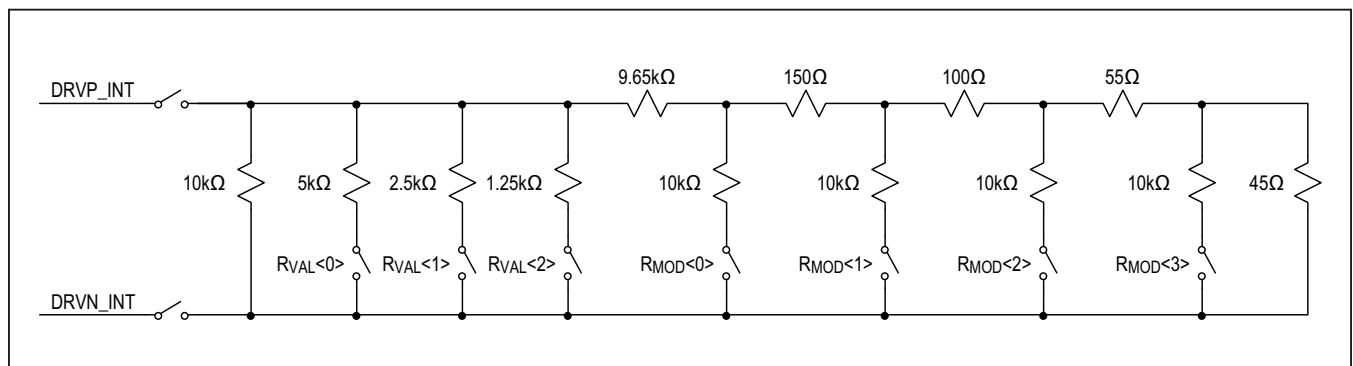 9.65kΩ 150Ω 100Ω 55Ω
DRVP_INT
10kΩ 5kΩ 2.5kΩ 1.25kΩ 10kΩ 10kΩ 10kΩ 10kΩ 45Ω
RVAL<0> RVAL<1> RVAL<2> RMOD<0> RMOD<1> RMOD<2> RMOD<3>
DRVN_INT